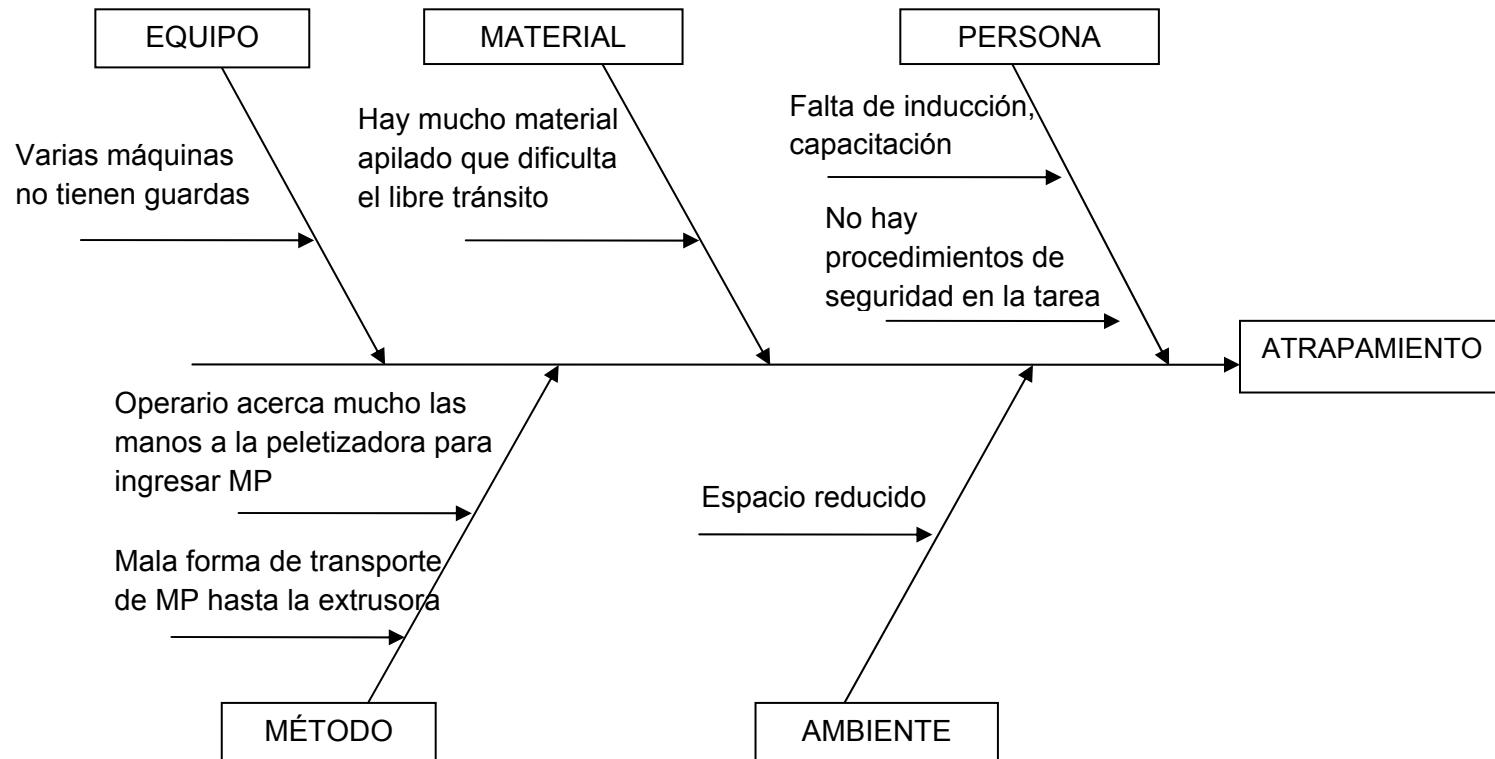 EQUIPO
MATERIAL
PERSONA
Varias máquinas
no tienen guardas
Hay mucho material
apilado que dificulta
el libre tránsito
Falta de inducción,
capacitación
No hay
procedimientos de
seguridad en la tarea
ATRAPAMIENTO
Operario acerca mucho las
manos a la peletizadora para
ingresar MP
Mala forma de transporte
de MP hasta la extrusora
Espacio reducido
MÉTODO
AMBIENTE